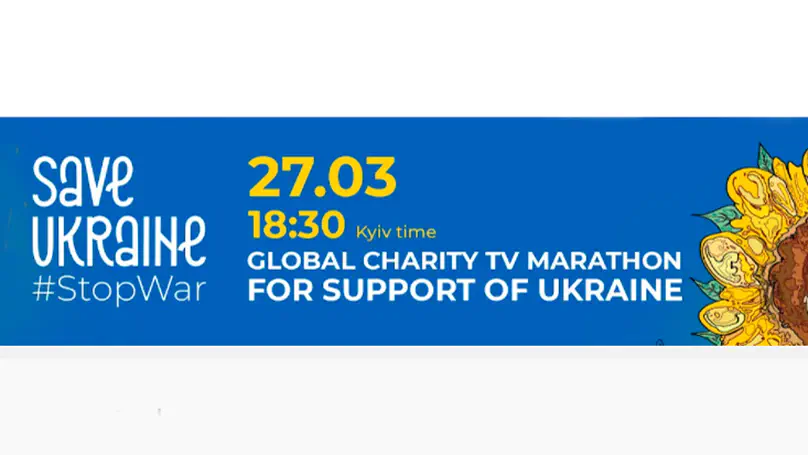 save
UKRAINE
#StopWar
27.03
18:30 Kyiv time
GLOBAL CHARITY TV MARATHON
FOR SUPPORT OF UKRAINE